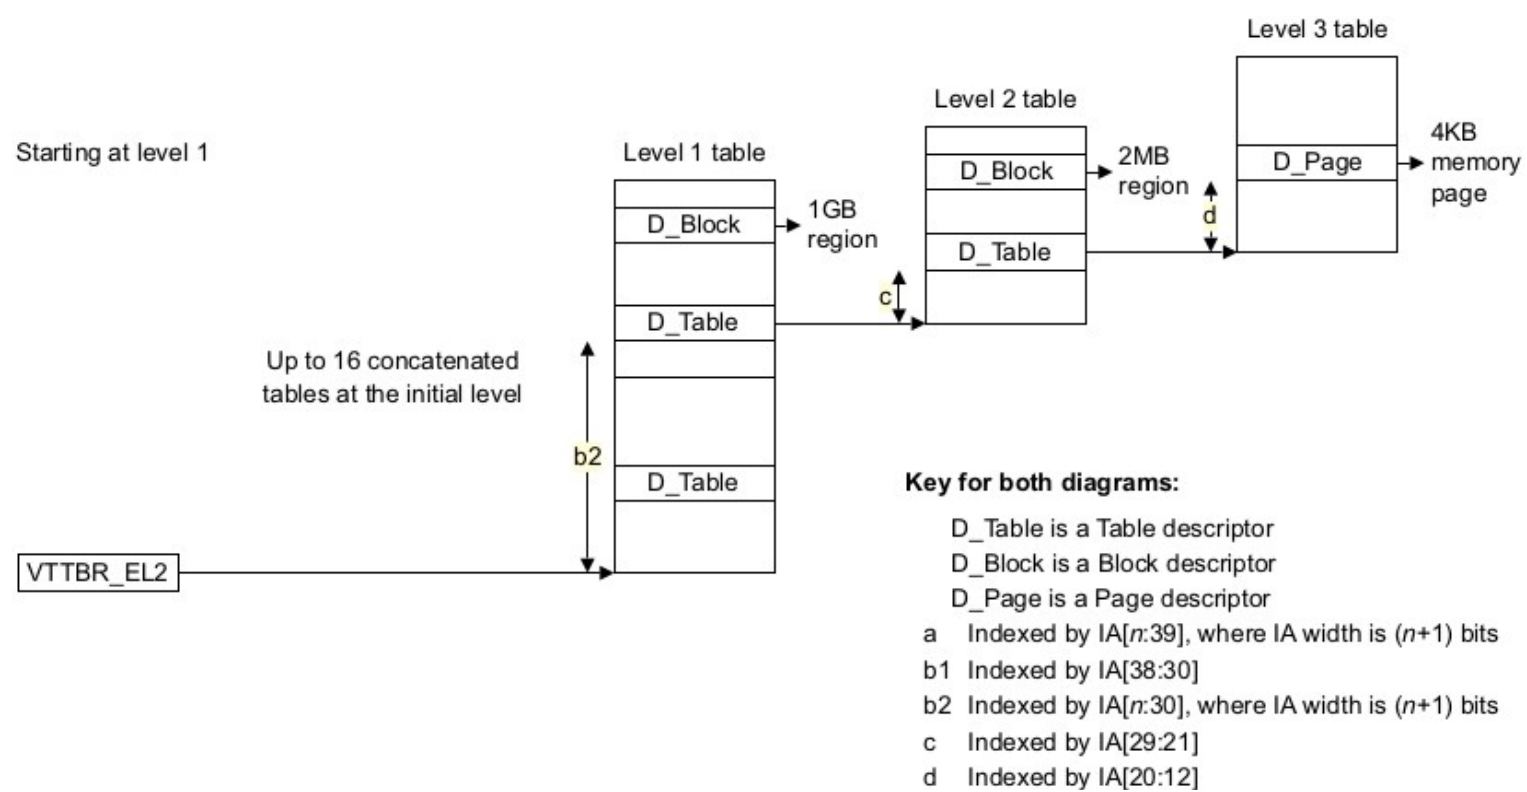 Starting at level 1
Level 1 table
Level 2 table
Level 3 table
D_Block
1GB
region
D_Table
D_Table
D_Block
2MB
region
D_Table
D_Page
4KB
memory
page
c
d
Up to 16 concatenated
tables at the initial level
b2
VTTBR_EL2
Key for both diagrams:
D_Table is a Table descriptor
D_Block is a Block descriptor
D_Page is a Page descriptor
a Indexed by IA[n:39], where IA width is (n+1) bits
b1 Indexed by IA[38:30]
b2 Indexed by IA[n:30], where IA width is (n+1) bits
c Indexed by IA[29:21]
d Indexed by IA[20:12]